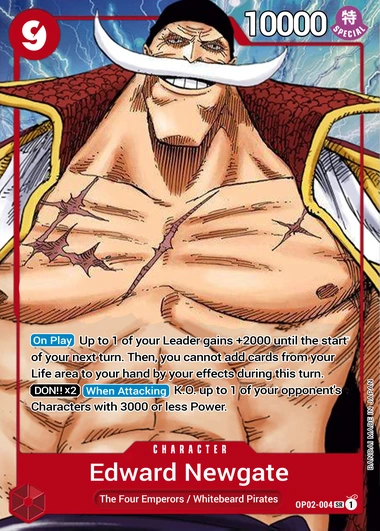 9
10000
特
SPECIAL
On Play Up to 1 of your Leader gains +2000 until the start
of your next turn. Then, you cannot add cards from your
Life area to your hand by your effects during this turn.
DON!!×2 When Attacking K.O. up to 1 of your opponent's
Characters with 3000 or less Power.
BANDAI MADE IN JAPAN
CHARACTER
Edward Newgate
The Four Emperors / Whitebeard Pirates
OP02-004 SR 1